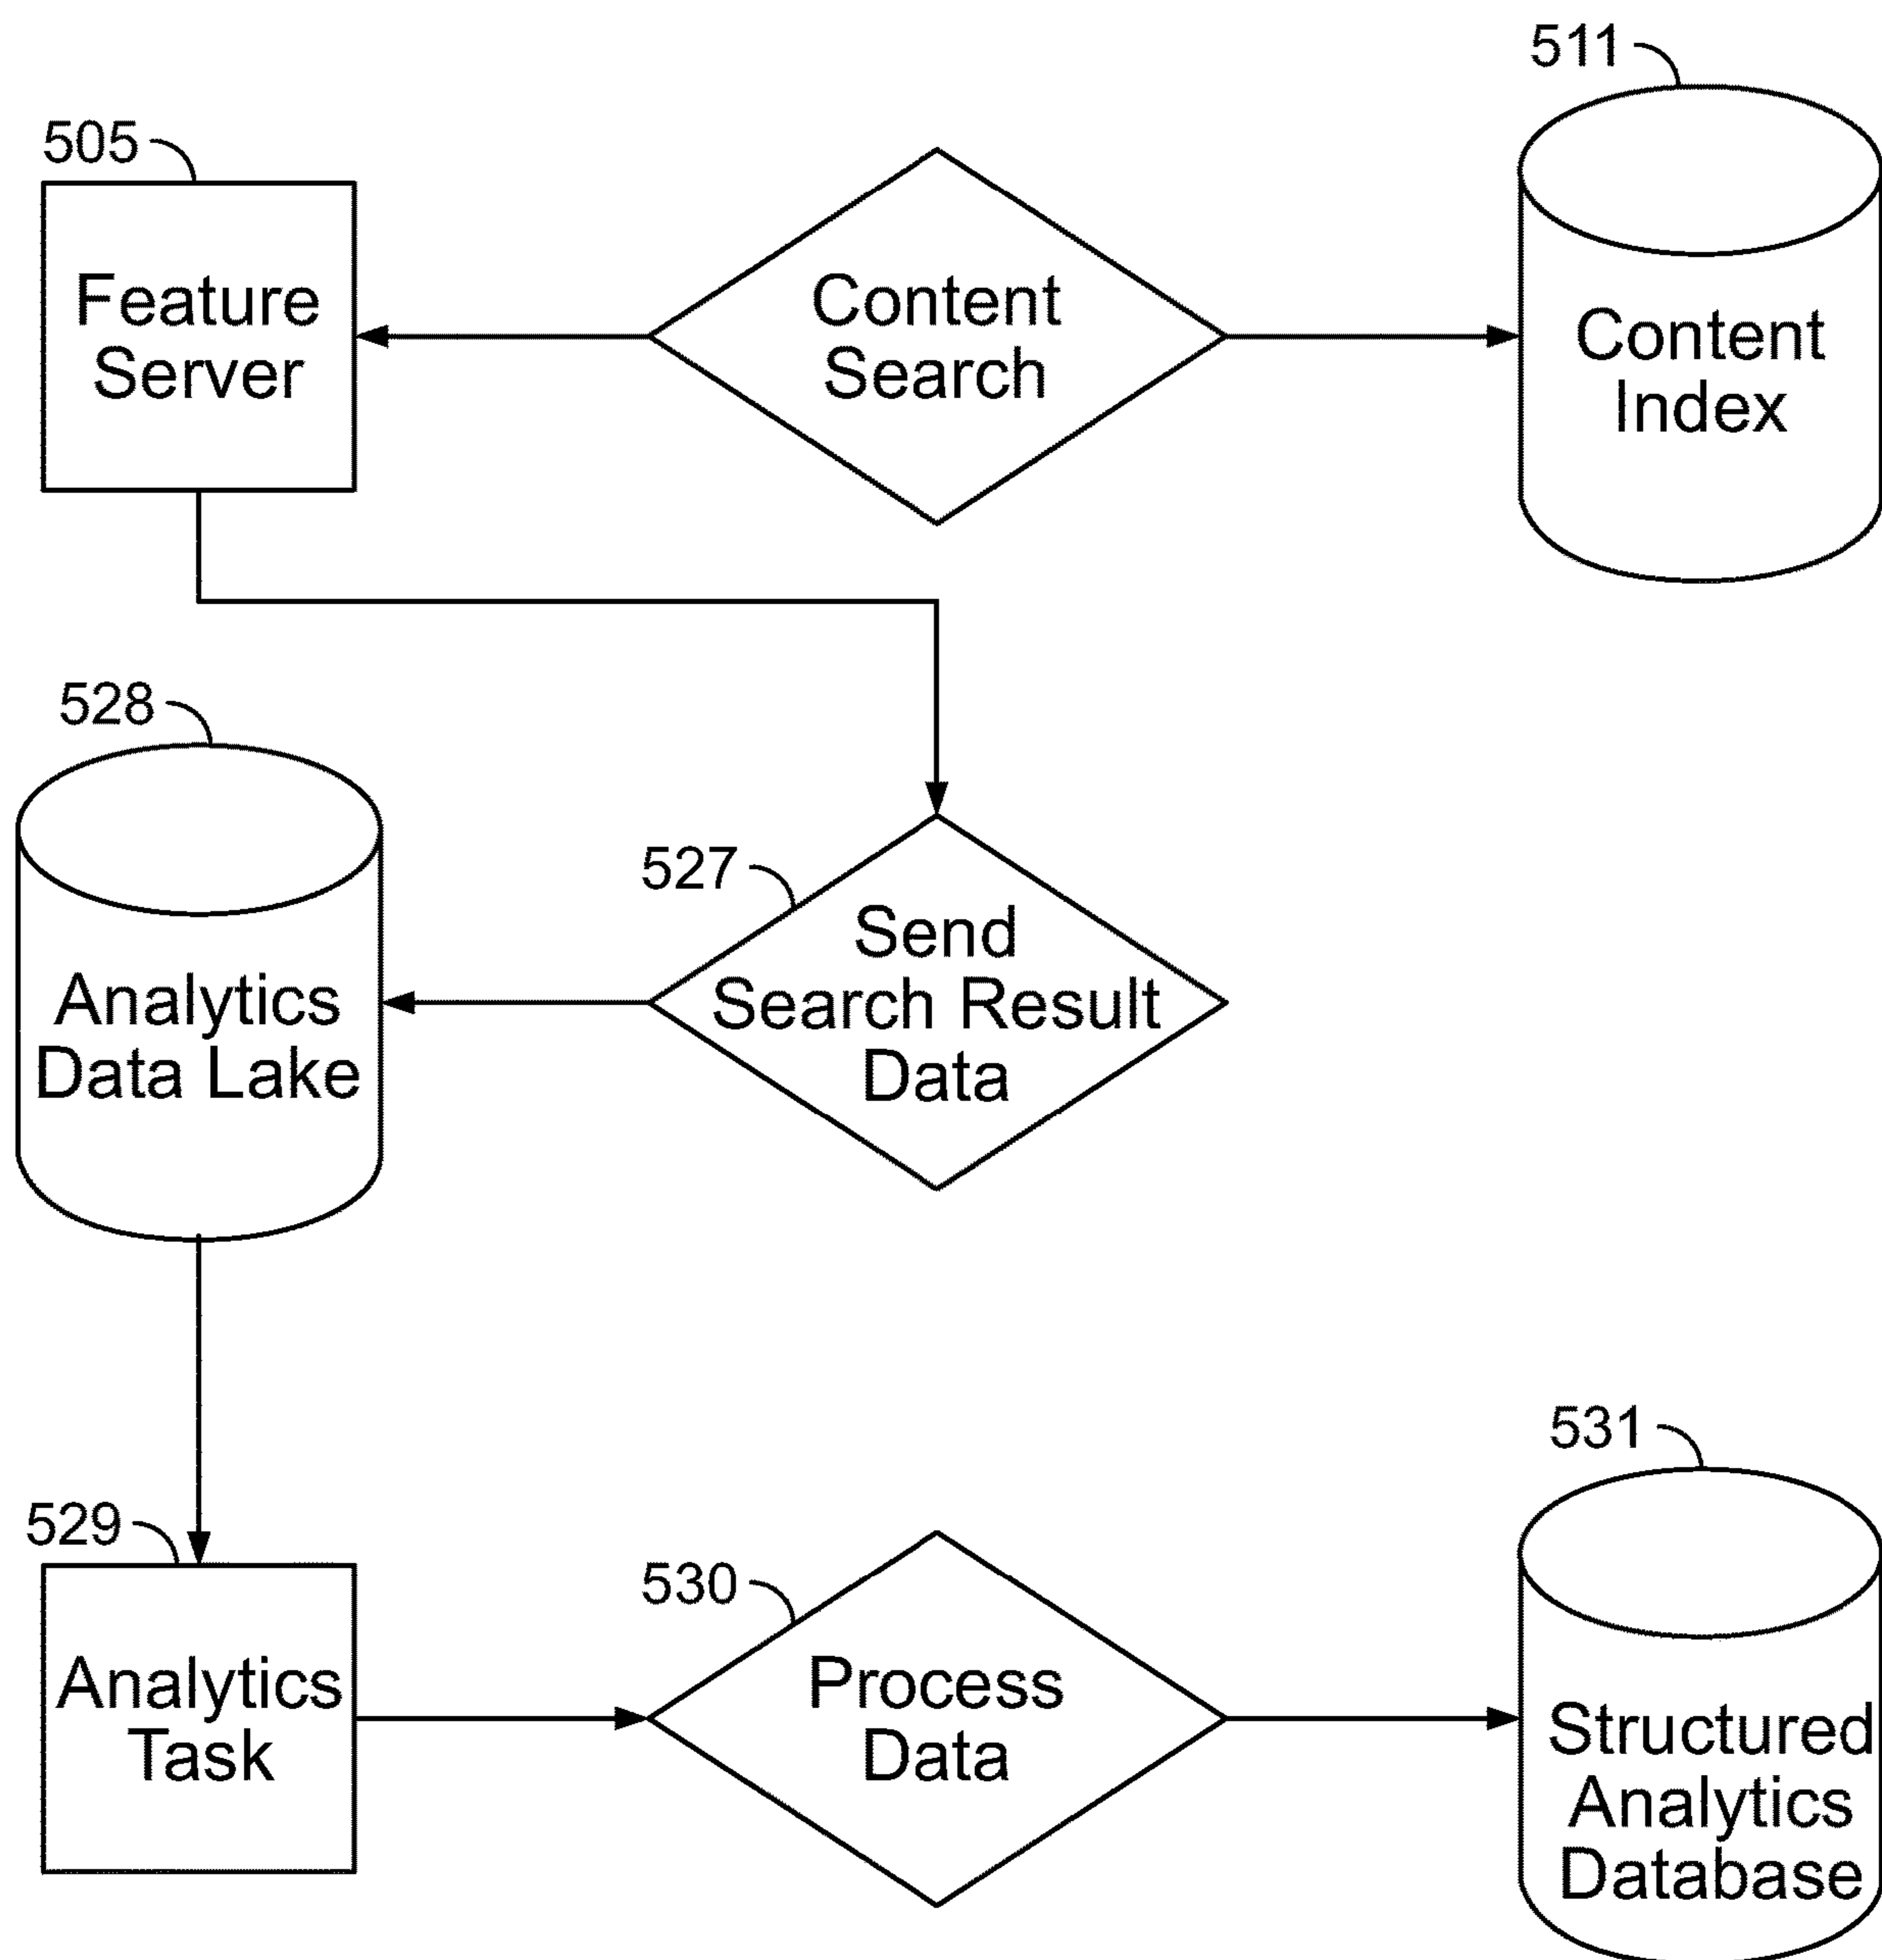 511
505
Feature
Server
Content
Search
Content
Index
528
527
Send
Search Result
Data
Analytics
Data Lake
531
529
530
Analytics
Task
Process
Data
Structured
Analytics
Database